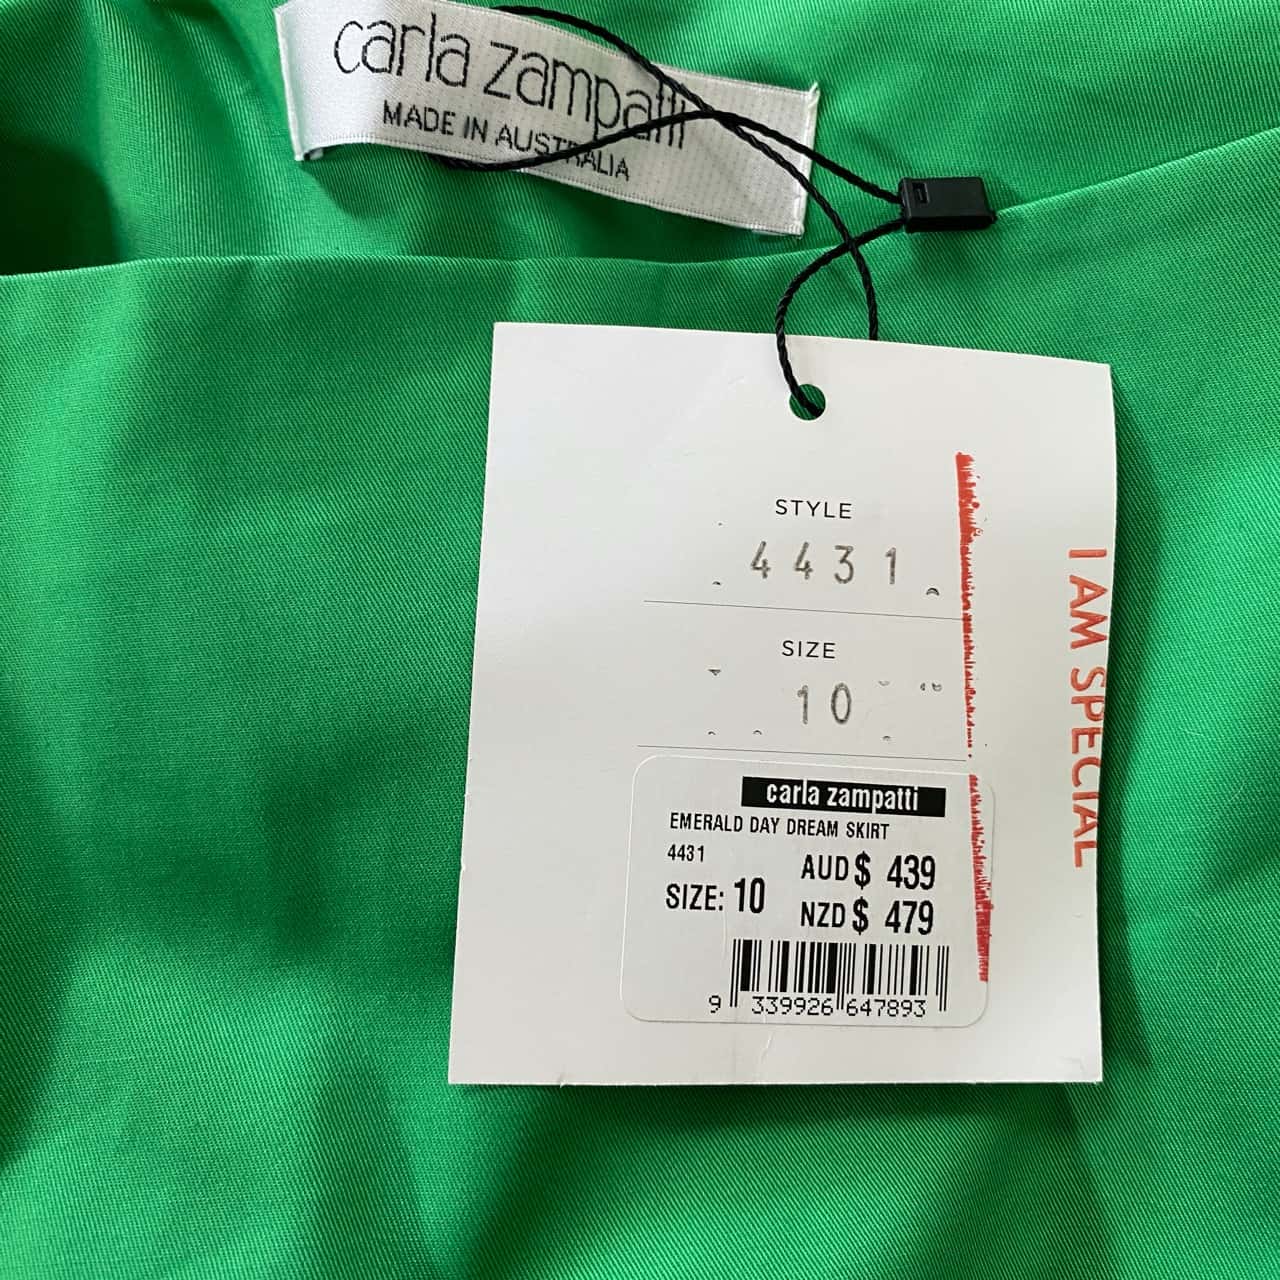 carla zampatti
MADE IN AUSTRALIA
STYLE
4431
SIZE
10
I AM SPECIAL
carla zampatti
EMERALD DAY DREAM SKIRT
4431
AUD $ 439
SIZE: 10
NZD $ 479
9 339926 647893